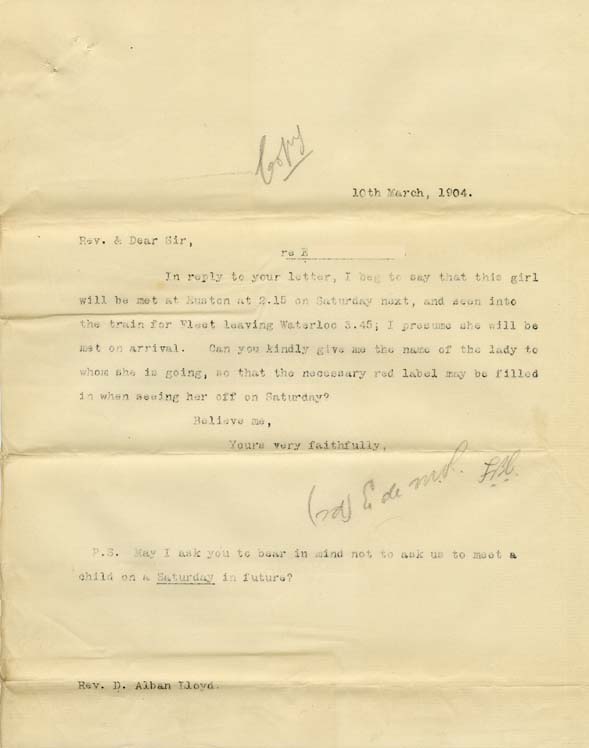 Copy
10th March, 1904.
Rev. & Dear Sir,
re E
In reply to your letter, I beg to say that this girl
will be met at Euston at 2.15 on Saturday next, and seen into
the train for Fleet leaving Waterloo 3.45; I presume she will be
met on arrival. Can you kindly give me the name of the lady to
whom she is going, so that the necessary red label may be filled
in when seeing her off on Saturday?
Believe me,
Yours very faithfully,
E de M.
P.S. May I ask you to bear in mind not to ask us to meet a
child on a Saturday in future?
Rev. D. Alban Lloyd.